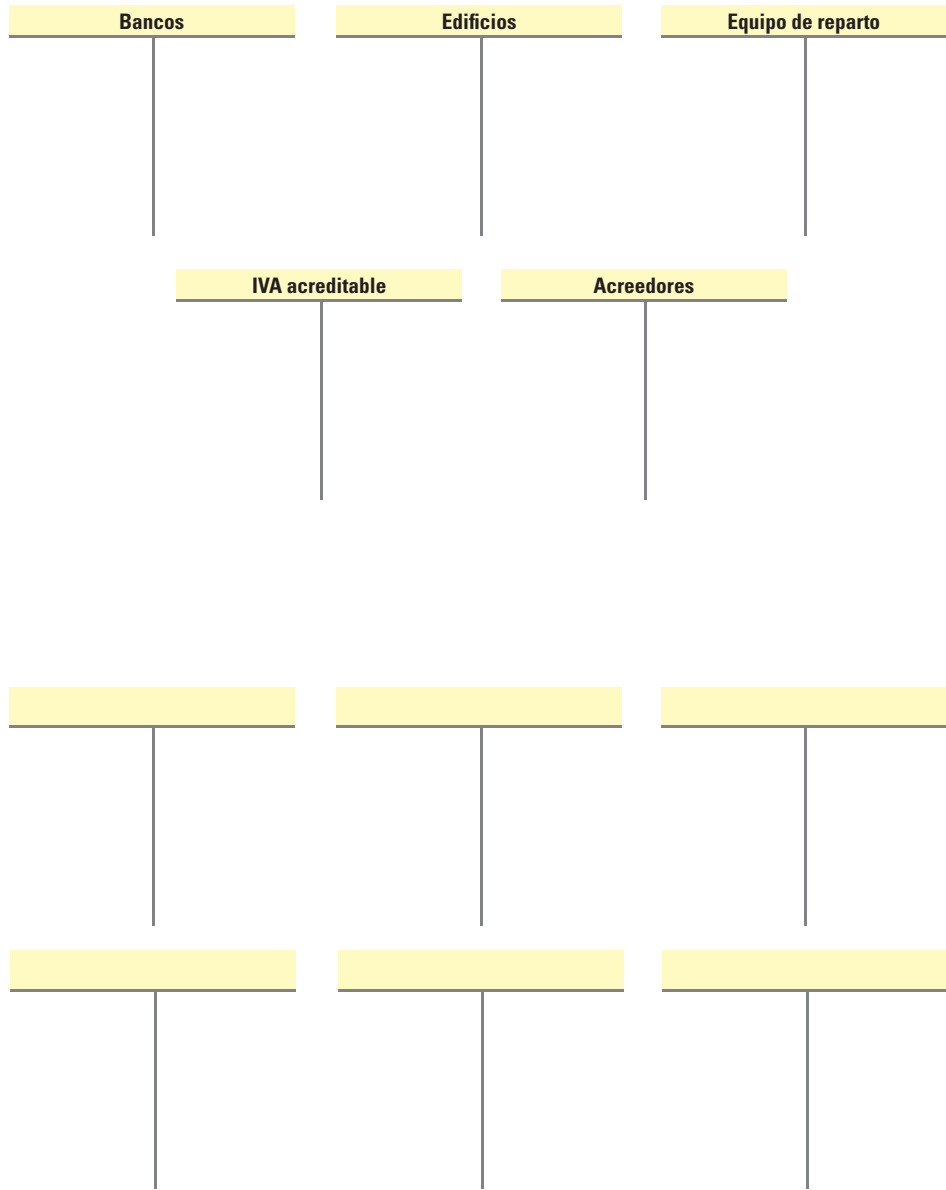 Bancos
Edificios
Equipo de reparto
IVA acreditable
Acreedores